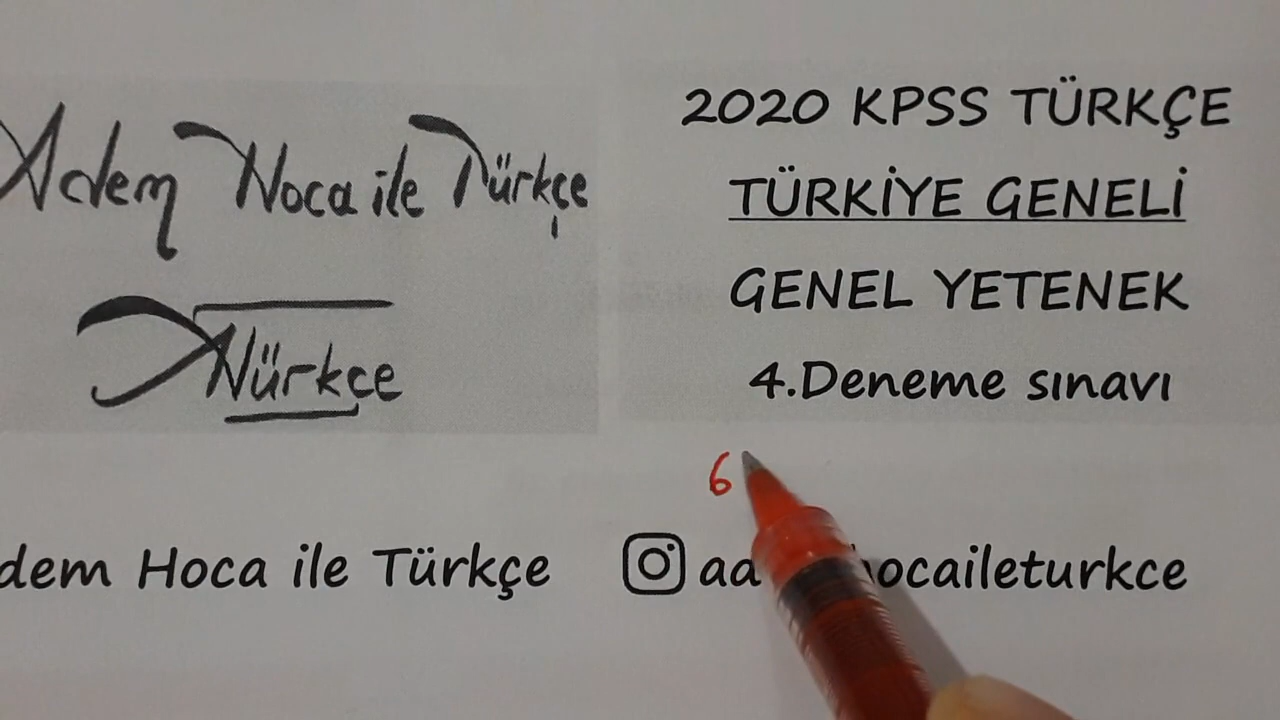 Adem Hoca ile Türkçe
Nürkçe
2020 KPSS TÜRKÇE
TÜRKİYE GENELİ
GENEL YETENEK
4.Deneme sınavı
6
dem Hoca ile Türkçe
aa ocaileturkce